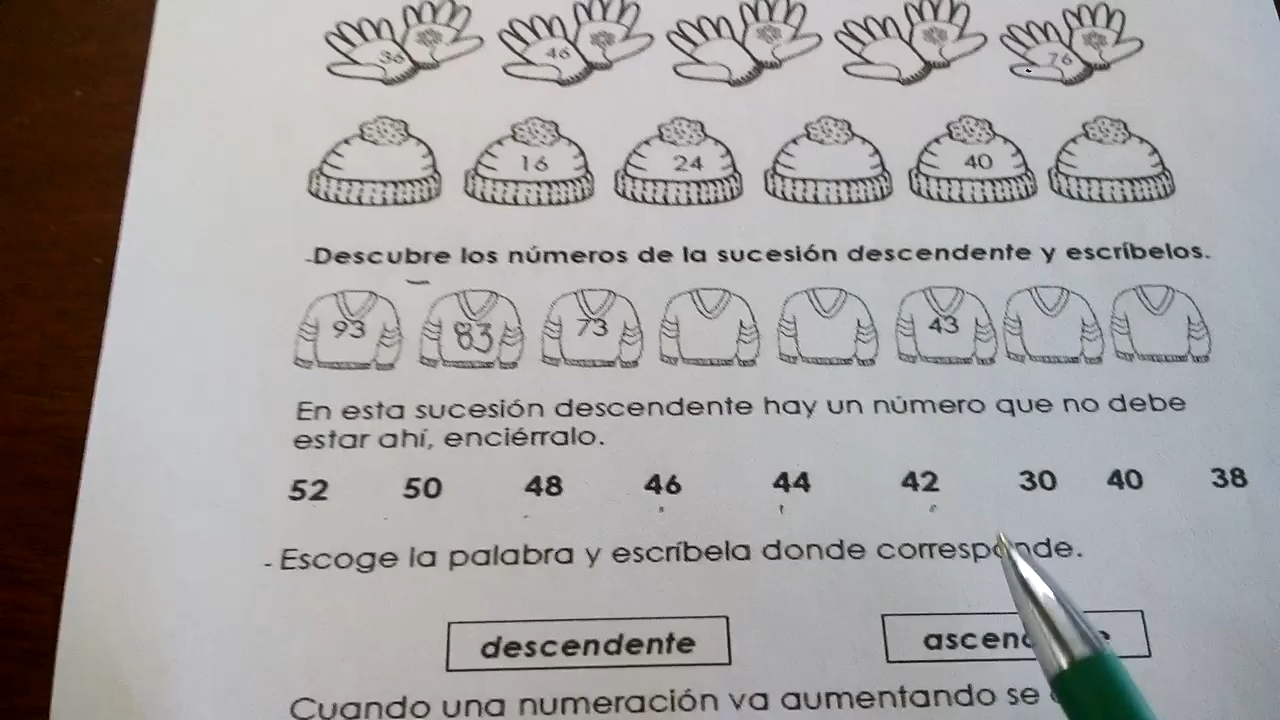 36 46 76
16 24 40
-Descubre los números de la sucesión descendente y escríbelos.
93 83 73 43
En esta sucesión descendente hay un número que no debe
estar ahí, enciérralo.
52 50 48 46 44 42 30 40 38
- Escoge la palabra y escríbela donde corresponde.
descendente
Cuando una numeración va aumentando se